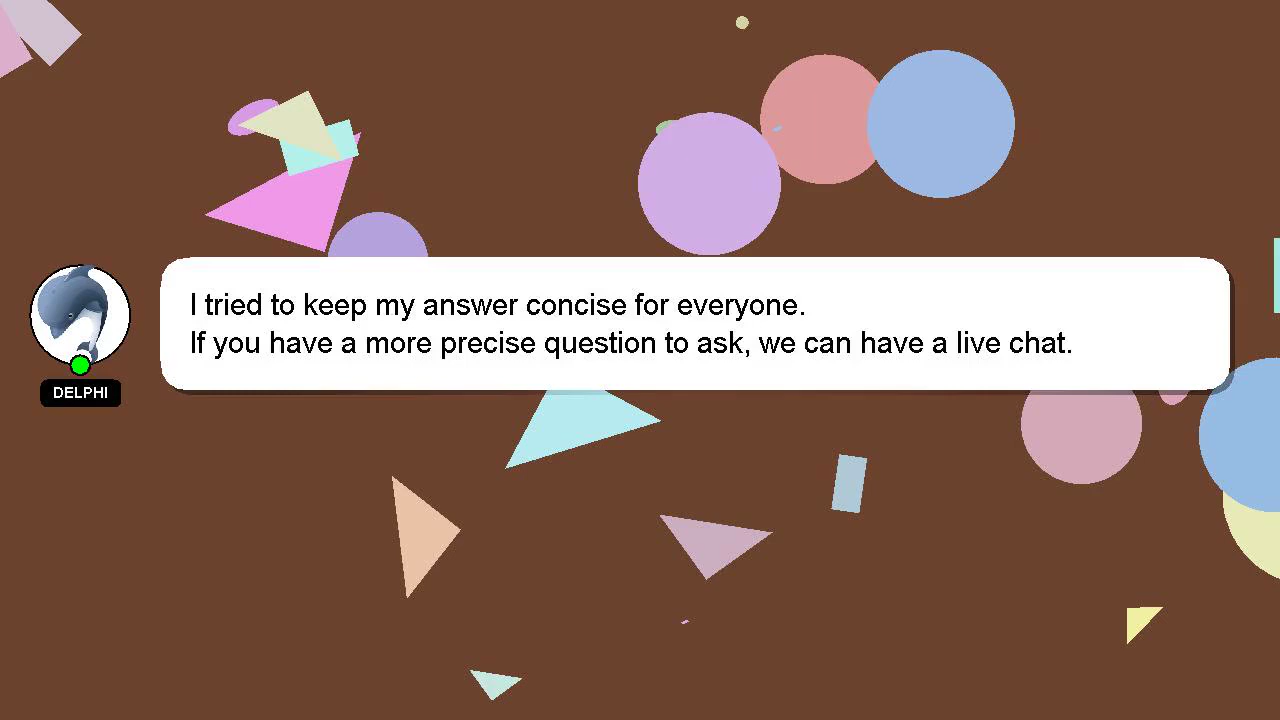 I tried to keep my answer concise for everyone.
If you have a more precise question to ask, we can have a live chat.
DELPHI